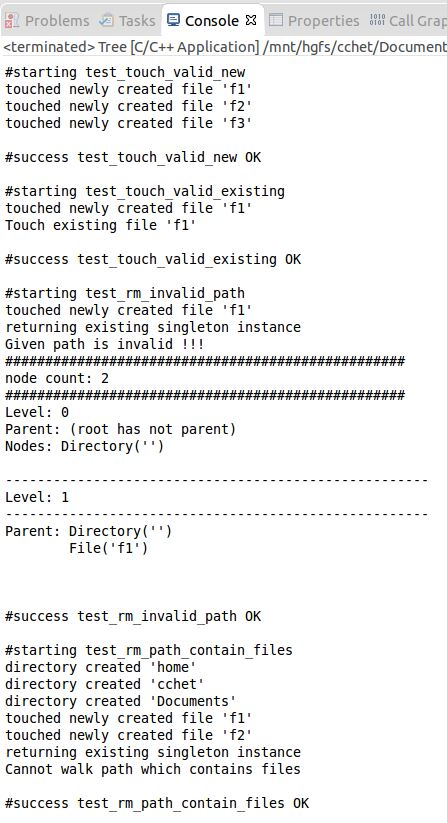 Problems Tasks Console Properties Call Grap
<terminated> Tree [C/C++ Application] /mnt/hgfs/cchet/Document
#starting test_touch_valid_new
touched newly created file 'f1'
touched newly created file 'f2'
touched newly created file 'f3'
#success test_touch_valid_new OK
#starting test_touch_valid_existing
touched newly created file 'f1'
Touch existing file 'f1'
#success test_touch_valid_existing OK
#starting test_rm_invalid_path
touched newly created file 'f1'
returning existing singleton instance
Given path is invalid !!!
##################################################
node count: 2
##################################################
Level: 0
Parent: (root has not parent)
Nodes: Directory('')
-----------------------------------------------------
Level: 1
-----------------------------------------------------
Parent: Directory('')
File('f1')
#success test_rm_invalid_path OK
#starting test_rm_path_contain_files
directory created 'home'
directory created 'cchet'
directory created 'Documents'
touched newly created file 'f1'
touched newly created file 'f2'
returning existing singleton instance
Cannot walk path which contains files
#success test_rm_path_contain_files OK